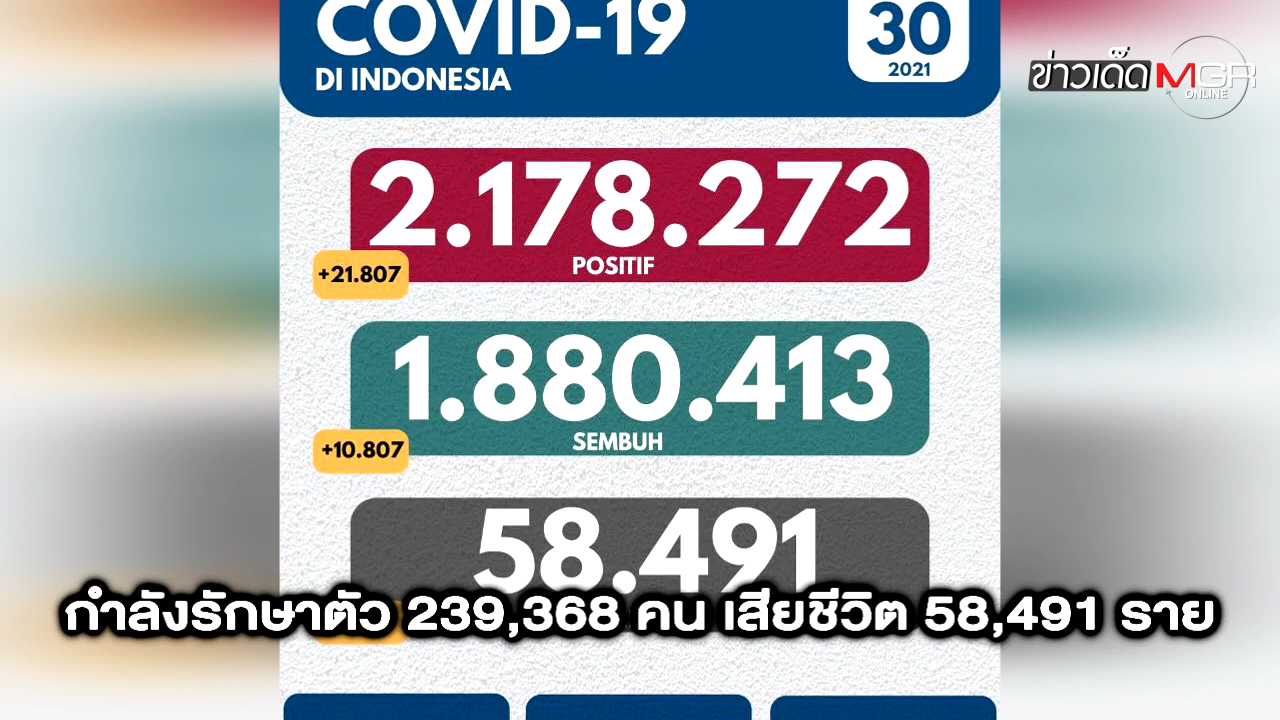 COVID-19
DI INDONESIA
30
2021
ข่าวเด็ด MGR
ONLINE
2.178.272
POSITIF
+21.807
1.880.413
SEMBUH
+10.807
58.491
กำลังรักษาตัว 239,368 คน เสียชีวิต 58,491 ราย